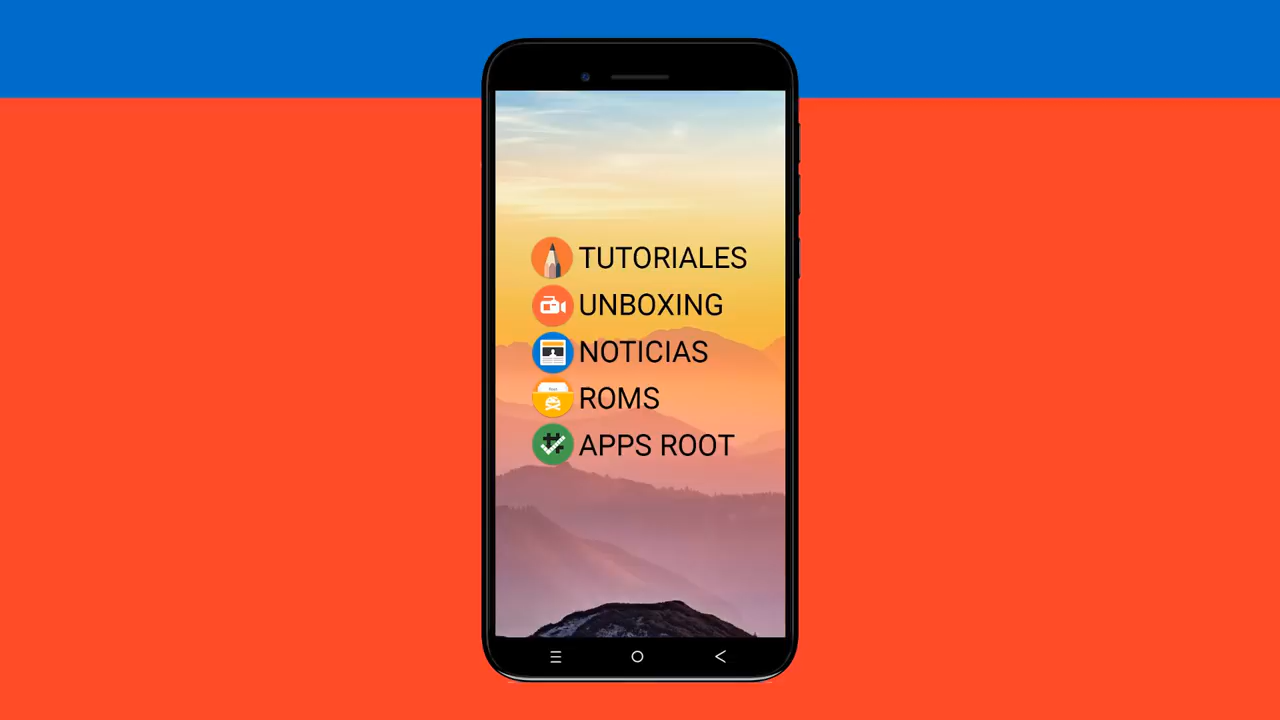 TUTORIALES
UNBOXING
NOTICIAS
ROMS
APPS ROOT